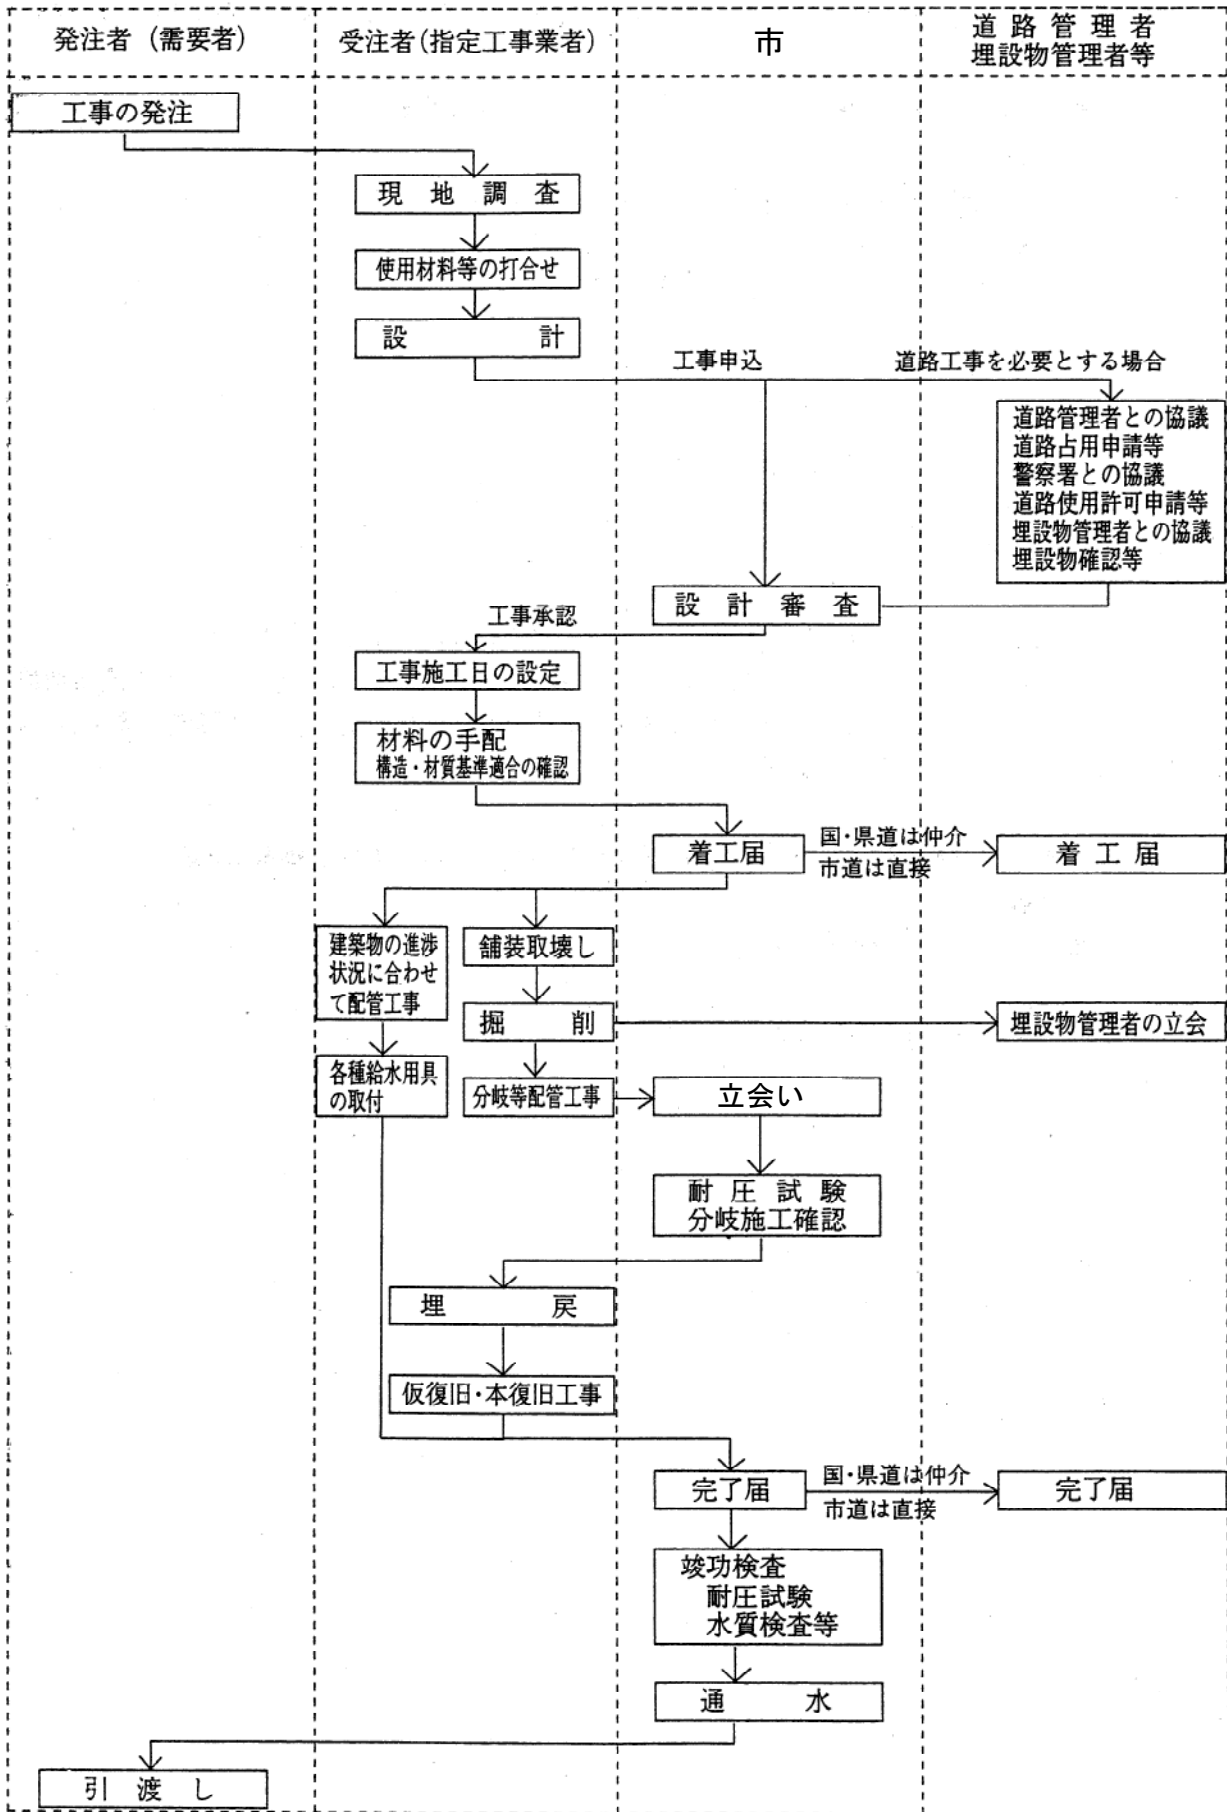 発注者（需要者）
受注者（指定工事業者）
市
道路管理者
埋設物管理者等
工事の発注
現地調査
使用材料等の打合せ
設計
工事申込
道路工事を必要とする場合
道路管理者との協議
道路占用申請等
警察署との協議
道路使用許可申請等
埋設物管理者との協議
埋設物確認等
設計審査
工事承認
工事施工日の設定
材料の手配
構造・材質基準適合の確認
着工届
国・県道は仲介
市道は直接
着工届
建築物の進渉
状況に合わせ
て配管工事
舗装取壊し
掘削
埋設物管理者の立会
各種給水用具
の取付
分岐等配管工事
立会い
耐圧試験
分岐施工確認
埋戻
仮復旧・本復旧工事
完了届
国・県道は仲介
市道は直接
完了届
竣功検査
耐圧試験
水質検査等
通水
引渡し